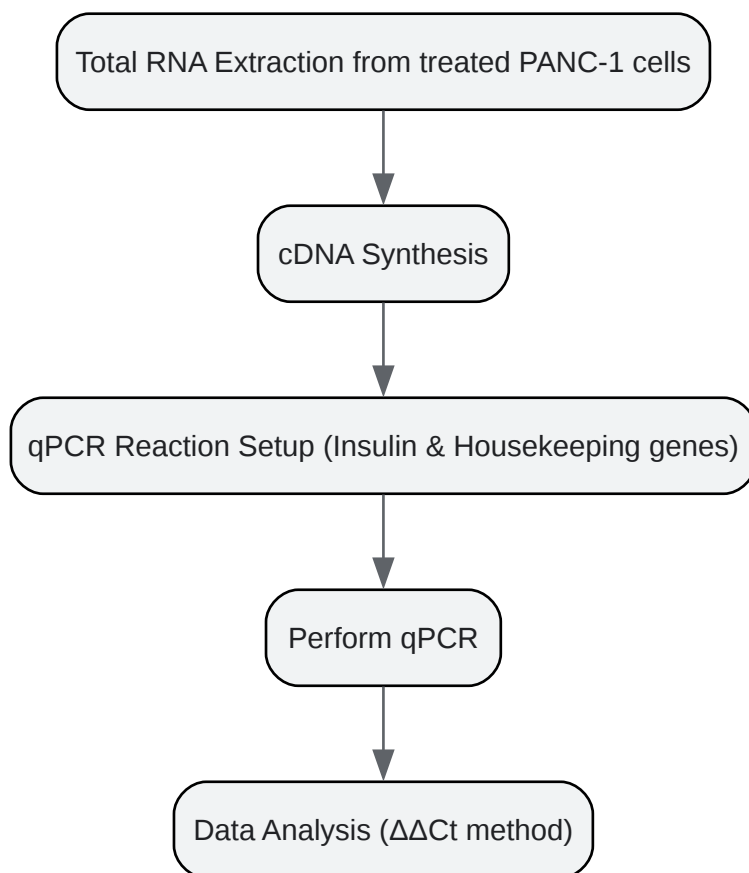 Total RNA Extraction from treated PANC-1 cells
cDNA Synthesis
qPCR Reaction Setup (Insulin & Housekeeping genes)
Perform qPCR
Data Analysis (ΔΔCt method)